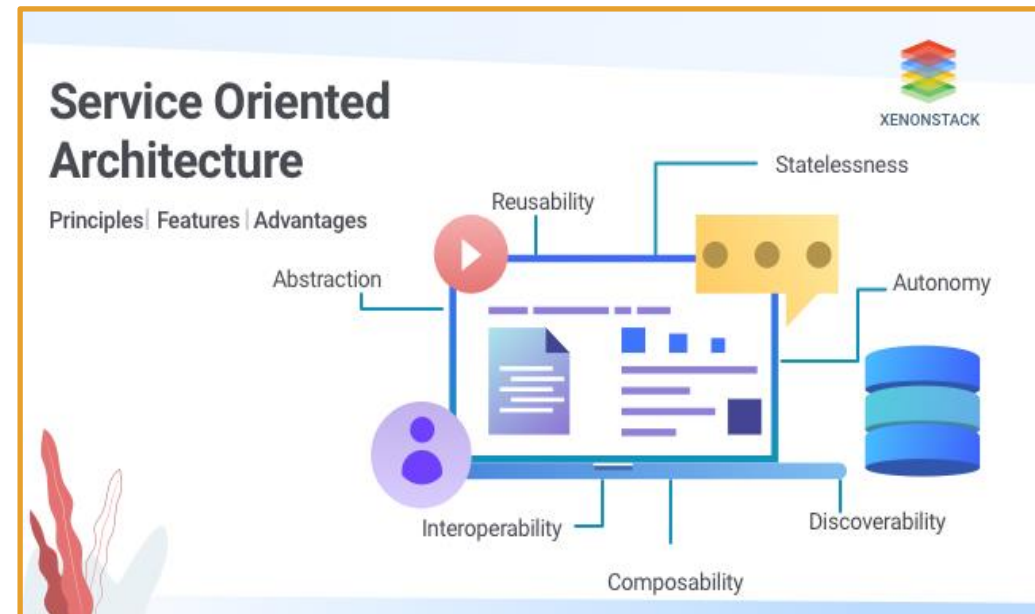 Service Oriented
Architecture
XENONSTACK
Principles| Features | Advantages
Statelessness
Reusability
Abstraction
Autonomy
Interoperability
Discoverability
Composability